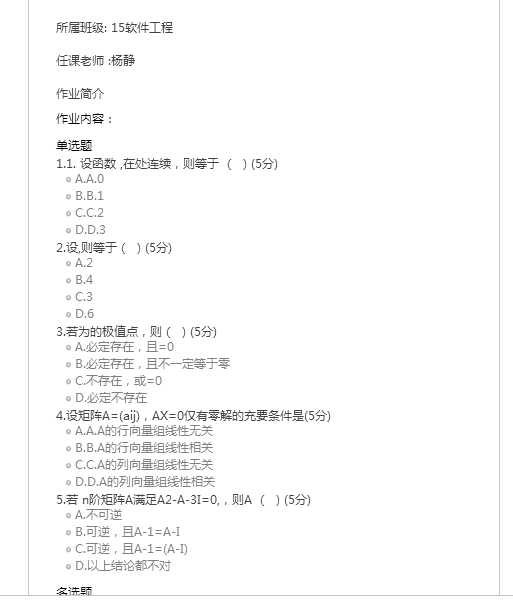 所属班级: 15软件工程
任课老师 :杨静
作业简介
作业内容：
单选题
1.1. 设函数 ,在处连续，则等于 （ ）(5分)
A.A.0
B.B.1
C.C.2
D.D.3
2.设,则等于（ ）(5分)
A.2
B.4
C.3
D.6
3.若为的极值点，则（ ）(5分)
A.必定存在，且=0
B.必定存在，且不一定等于零
C.不存在，或=0
D.必定不存在
4.设矩阵A=(aij)，AX=0仅有零解的充要条件是(5分)
A.A.A的行向量组线性无关
B.B.A的行向量组线性相关
C.C.A的列向量组线性无关
D.D.A的列向量组线性相关
5.若 n阶矩阵A满足A2-A-3I=0,，则A （ ）(5分)
A.不可逆
B.可逆，且A-1=A-I
C.可逆，且A-1=(A-I)
D.以上结论都不对
多选题